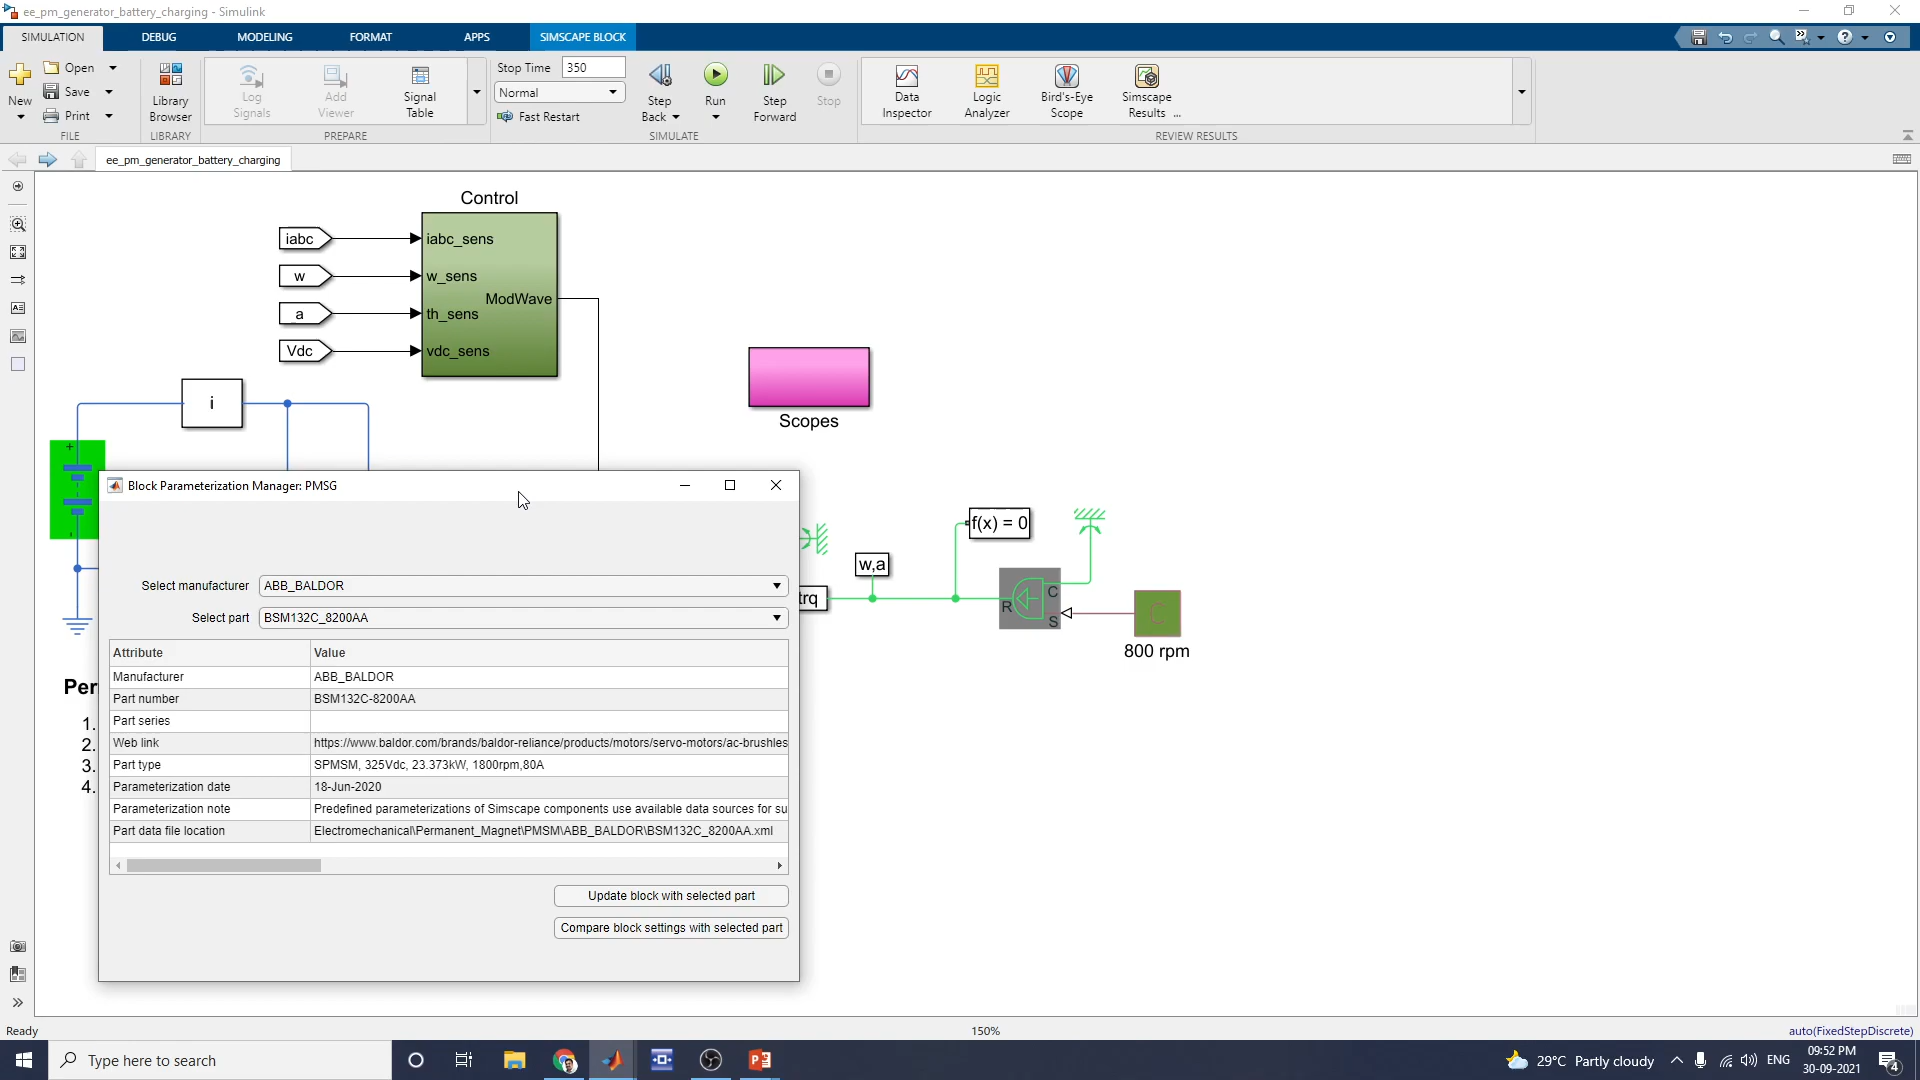 ee_pm_generator_battery_charging - Simulink
SIMULATION DEBUG MODELING FORMAT APPS SIMSCAPE BLOCK
New
Open
Save
Print
FILE
Library
Browser
LIBRARY
Log
Signals
Add
Viewer
Signal
Table
PREPARE
Stop Time 350
Normal
Fast Restart
Step
Back
Run
Step
Forward
Stop
SIMULATE
Data
Inspector
Logic
Analyzer
Bird's-Eye
Scope
Simscape
Results ...
REVIEW RESULTS
ee_pm_generator_battery_charging
Control
iabc
w
a
Vdc
iabc_sens
w_sens
ModWave
th_sens
vdc_sens
i
+
-
Scopes
f(x) = 0
w,a
trq
R
C
S
C
800 rpm
Per
1.
2.
3.
4.
Block Parameterization Manager: PMSG
Select manufacturer ABB_BALDOR
Select part BSM132C_8200AA
Attribute Value
Manufacturer ABB_BALDOR
Part number BSM132C-8200AA
Part series
Web link https://www.baldor.com/brands/baldor-reliance/products/motors/servo-motors/ac-brushles
Part type SPMSM, 325Vdc, 23.373kW, 1800rpm,80A
Parameterization date 18-Jun-2020
Parameterization note Predefined parameterizations of Simscape components use available data sources for su
Part data file location Electromechanical\Permanent_Magnet\PMSM\ABB_BALDOR\BSM132C_8200AA.xml
Update block with selected part
Compare block settings with selected part
Ready 150% auto(FixedStepDiscrete)
Type here to search
29°C Partly cloudy
ENG
09:52 PM
30-09-2021
4